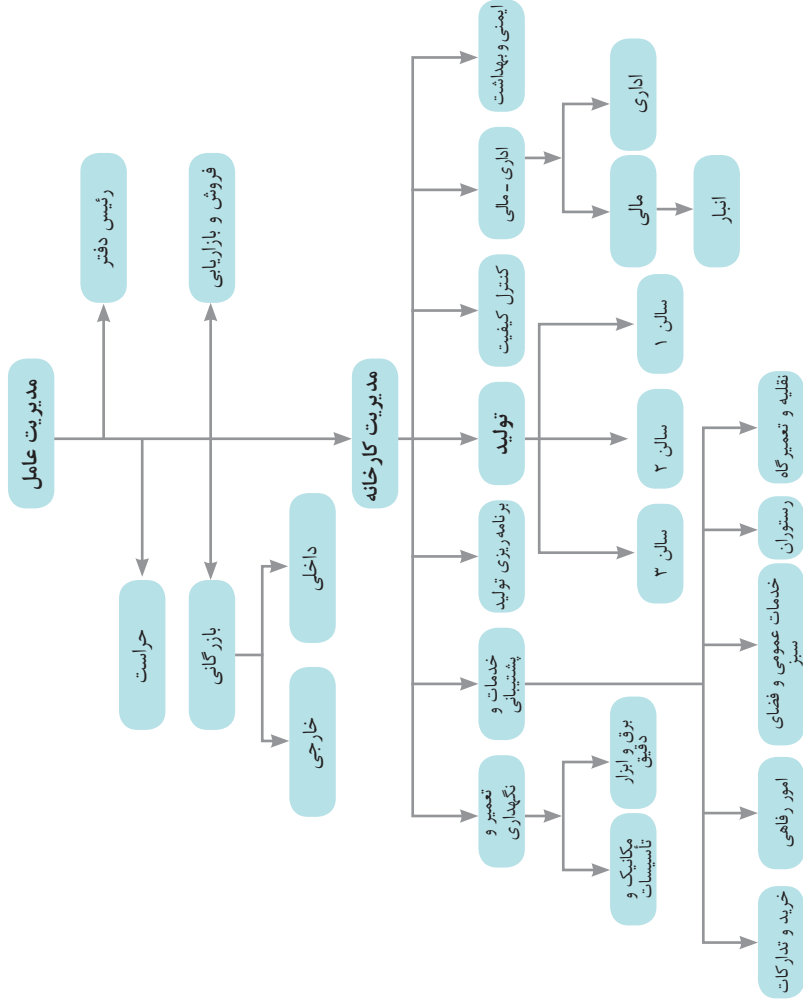 مدیریت عامل
رئیس دفتر
حراست
فروش و بازاریابی
بازرگانی
داخلی
خارجی
مدیریت کارخانه
ایمنی و بهداشت
اداری - مالی
کنترل کیفیت
تولید
برنامه ریزی تولید
خدمات و
پشتیبانی
تعمیر و
نگهداری
اداری
مالی
انبار
سالن ۱
سالن ۲
سالن ۳
برق و ابزار
دقیق
مکانیک و
تأسیسات
نقلیه و تعمیرگاه
رستوران
خدمات عمومی و فضای
سبز
امور رفاهی
خرید و تدارکات